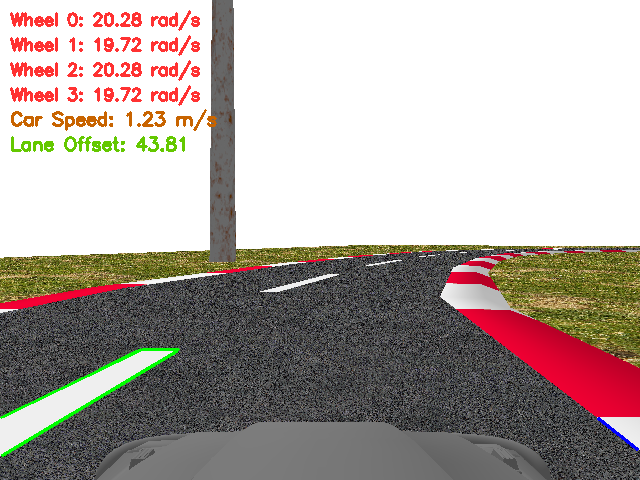 Wheel 0: 20.28 rad/s
Wheel 1: 19.72 rad/s
Wheel 2: 20.28 rad/s
Wheel 3: 19.72 rad/s
Car Speed: 1.23 m/s
Lane Offset: 43.81